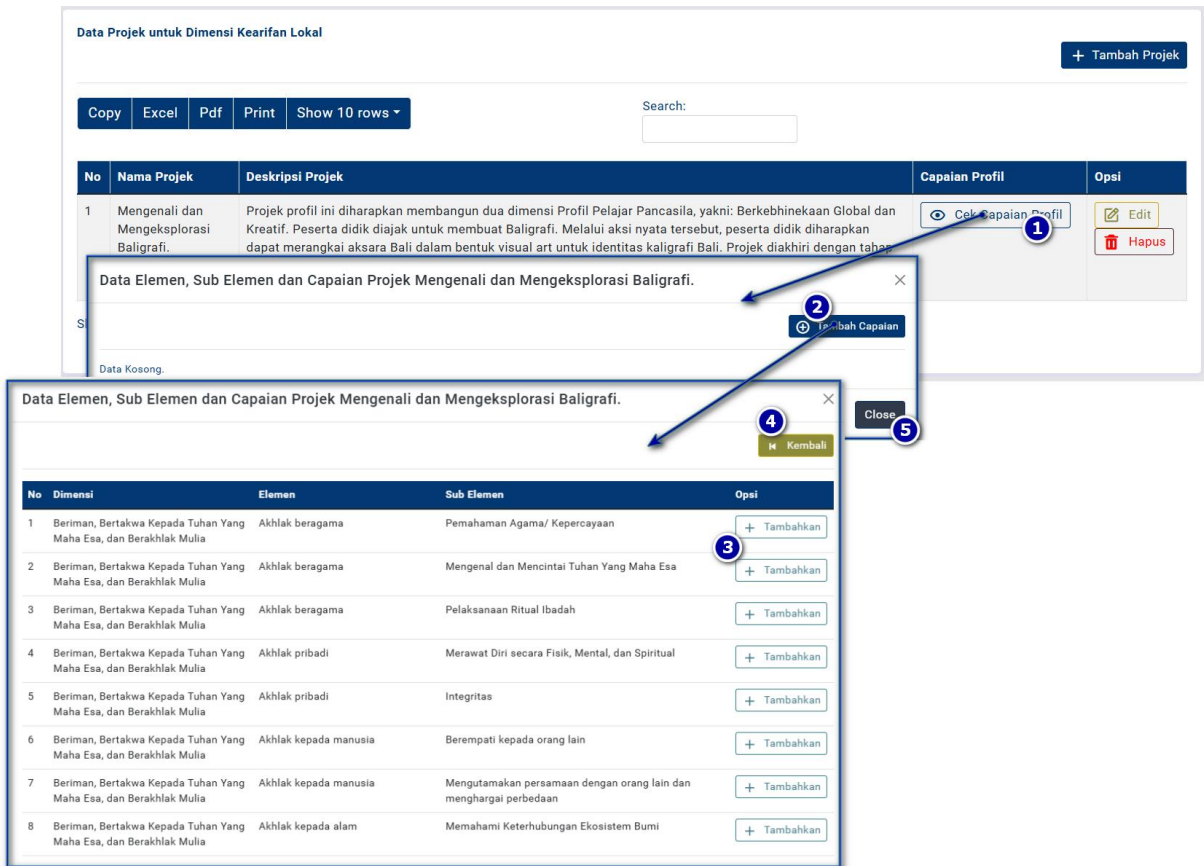 Data Projek untuk Dimensi Kearifan Lokal
+ Tambah Projek
Copy Excel Pdf Print Show 10 rows
Search:
No Nama Projek Deskripsi Projek Capaian Profil Opsi
1 Mengenali dan Projek profil ini diharapkan membangun dua dimensi Profil Pelajar Pancasila, yakni: Berkebhinekaan Global dan Cek Capaian Profil Edit
Mengeksplorasi Kreatif. Peserta didik diajak untuk membuat Baligrafi. Melalui aksi nyata tersebut, peserta didik diharapkan 1
Baligrafi. dapat merangkai aksara Bali dalam bentuk visual art untuk identitas kaligrafi Bali. Projek diakhiri dengan tahap Hapus
Data Elemen, Sub Elemen dan Capaian Projek Mengenali dan Mengeksplorasi Baligrafi.
2
Tambah Capaian
Data Kosong.
Close
5
Data Elemen, Sub Elemen dan Capaian Projek Mengenali dan Mengeksplorasi Baligrafi.
4
Kembali
No Dimensi Elemen Sub Elemen Opsi
1 Beriman, Bertakwa Kepada Tuhan Yang Akhlak beragama Pemahaman Agama/ Kepercayaan + Tambahkan
Maha Esa, dan Berakhlak Mulia
3
2 Beriman, Bertakwa Kepada Tuhan Yang Akhlak beragama Mengenal dan Mencintai Tuhan Yang Maha Esa + Tambahkan
Maha Esa, dan Berakhlak Mulia
3 Beriman, Bertakwa Kepada Tuhan Yang Akhlak beragama Pelaksanaan Ritual Ibadah + Tambahkan
Maha Esa, dan Berakhlak Mulia
4 Beriman, Bertakwa Kepada Tuhan Yang Akhlak pribadi Merawat Diri secara Fisik, Mental, dan Spiritual + Tambahkan
Maha Esa, dan Berakhlak Mulia
5 Beriman, Bertakwa Kepada Tuhan Yang Akhlak pribadi Integritas + Tambahkan
Maha Esa, dan Berakhlak Mulia
6 Beriman, Bertakwa Kepada Tuhan Yang Akhlak kepada manusia Berempati kepada orang lain + Tambahkan
Maha Esa, dan Berakhlak Mulia
7 Beriman, Bertakwa Kepada Tuhan Yang Akhlak kepada manusia Mengutamakan persamaan dengan orang lain dan + Tambahkan
Maha Esa, dan Berakhlak Mulia menghargai perbedaan
8 Beriman, Bertakwa Kepada Tuhan Yang Akhlak kepada alam Memahami Keterhubungan Ekosistem Bumi + Tambahkan
Maha Esa, dan Berakhlak Mulia